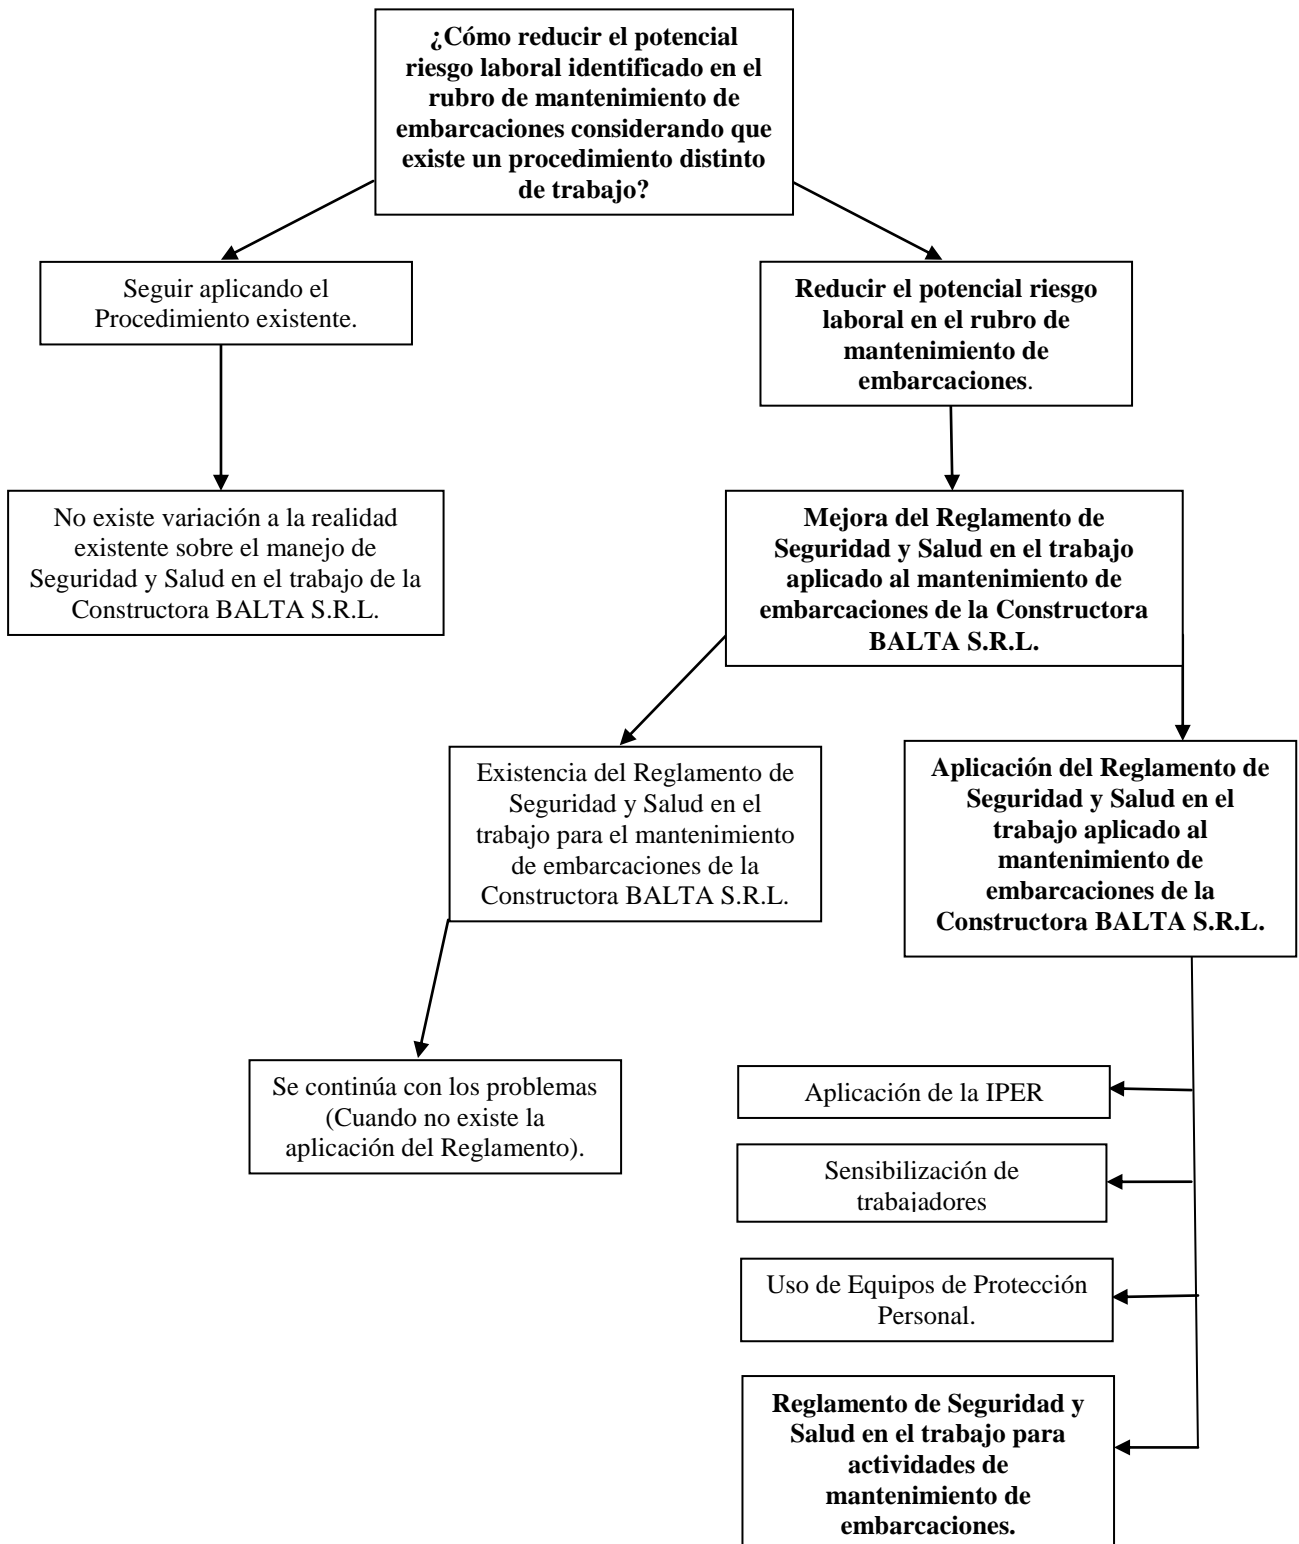 ¿Cómo reducir el potencial
riesgo laboral identificado en el
rubro de mantenimiento de
embarcaciones considerando que
existe un procedimiento distinto
de trabajo?
Seguir aplicando el
Procedimiento existente.
Reducir el potencial riesgo
laboral en el rubro de
mantenimiento de
embarcaciones.
No existe variación a la realidad
existente sobre el manejo de
Seguridad y Salud en el trabajo de la
Constructora BALTA S.R.L.
Mejora del Reglamento de
Seguridad y Salud en el trabajo
aplicado al mantenimiento de
embarcaciones de la Constructora
BALTA S.R.L.
Existencia del Reglamento de
Seguridad y Salud en el
trabajo para el mantenimiento
de embarcaciones de la
Constructora BALTA S.R.L.
Aplicación del Reglamento de
Seguridad y Salud en el
trabajo aplicado al
mantenimiento de
embarcaciones de la
Constructora BALTA S.R.L.
Se continúa con los problemas
(Cuando no existe la
aplicación del Reglamento).
Aplicación de la IPER
Sensibilización de
trabajadores
Uso de Equipos de Protección
Personal.
Reglamento de Seguridad y
Salud en el trabajo para
actividades de
mantenimiento de
embarcaciones.